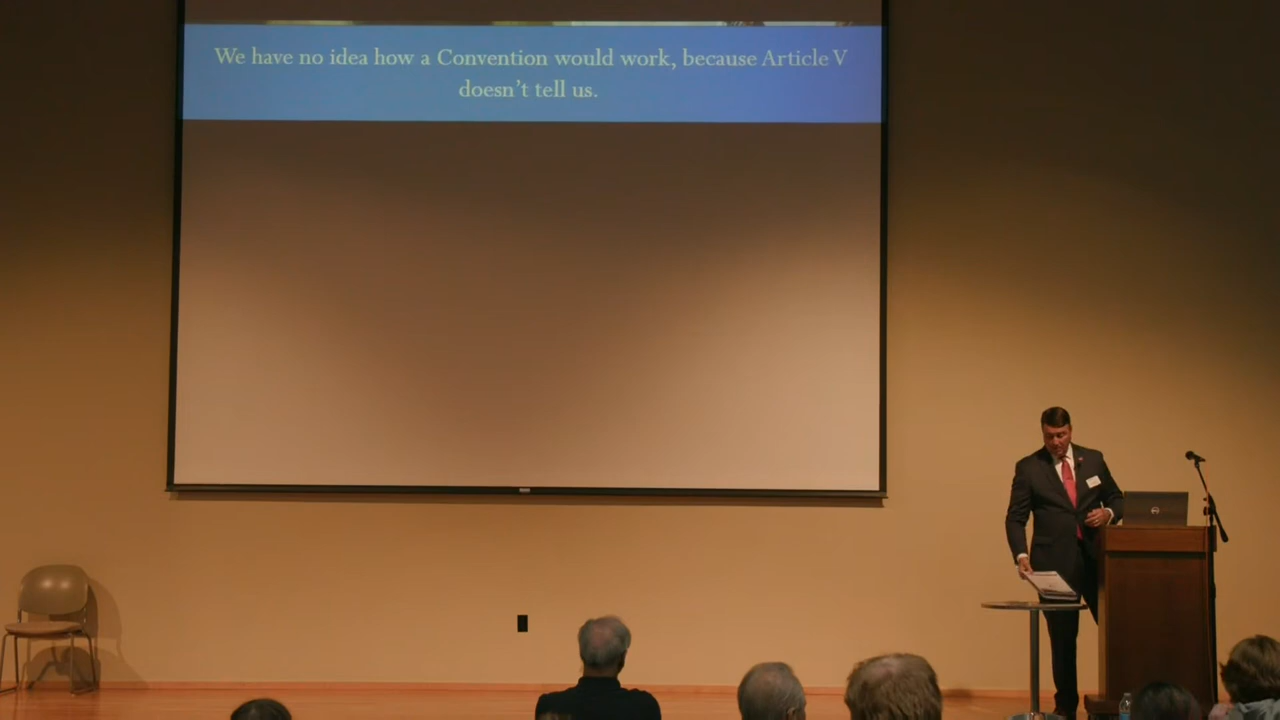 We have no idea how a Convention would work, because Article V
doesn't tell us.